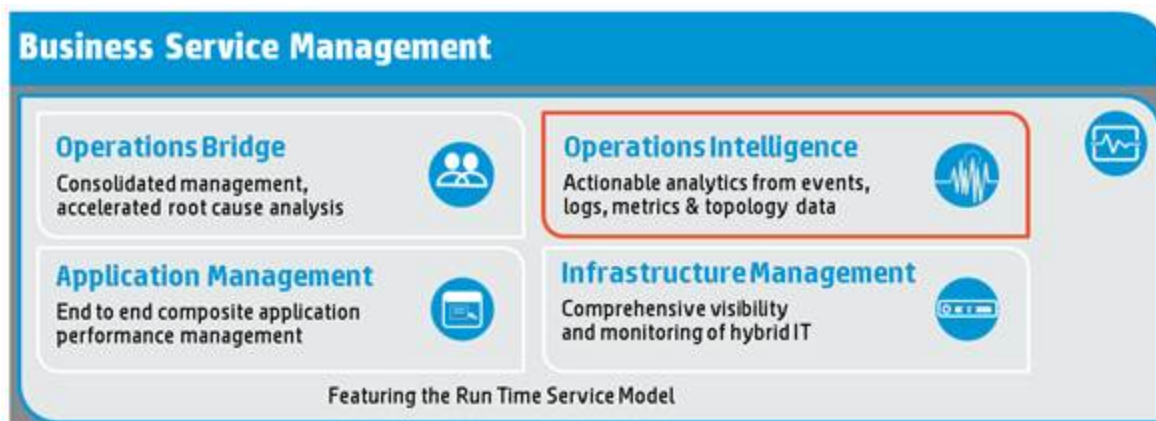 Business Service Management
Operations Bridge
Consolidated management,
accelerated root cause analysis
Operations Intelligence
Actionable analytics from events,
logs, metrics & topology data
Application Management
End to end composite application
performance management
Infrastructure Management
Comprehensive visibility
and monitoring of hybrid IT
Featuring the Run Time Service Model